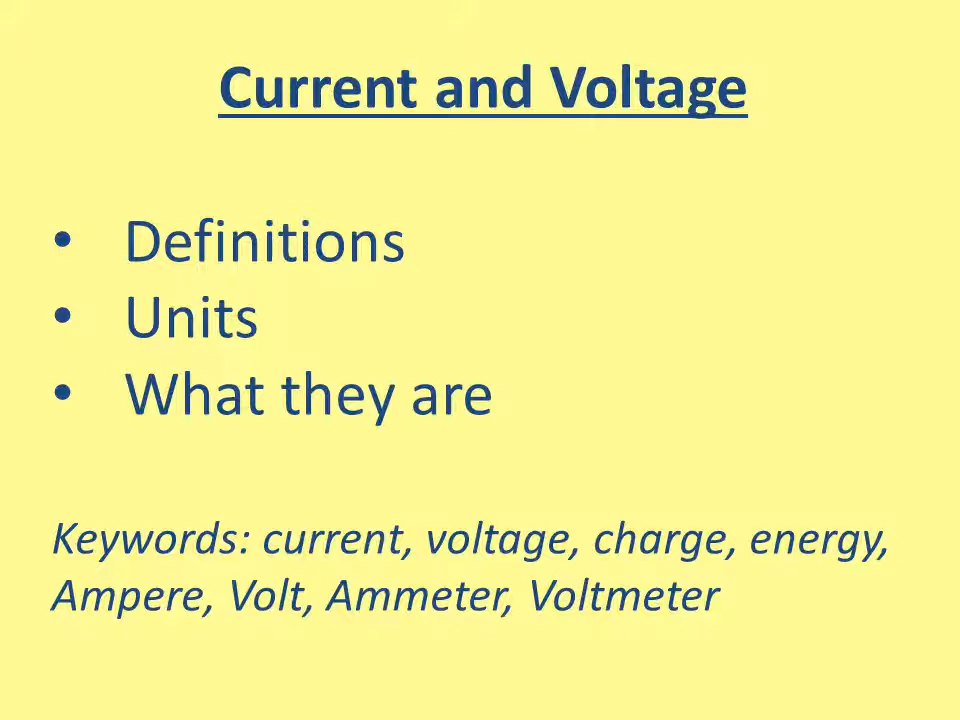 Current and Voltage
• Definitions
• Units
• What they are
Keywords: current, voltage, charge, energy,
Ampere, Volt, Ammeter, Voltmeter